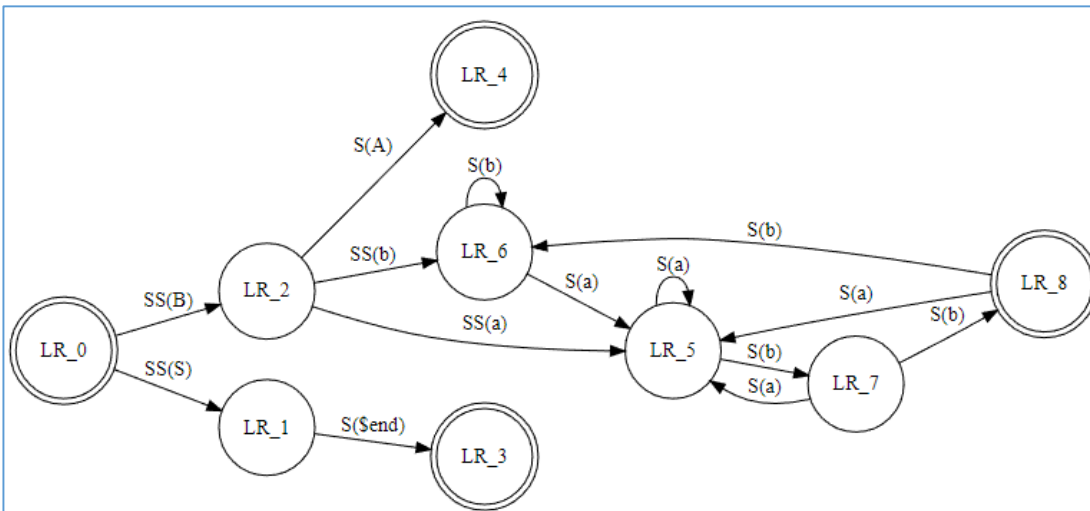 LR_4
S(A)
S(b)
S(b)
LR_6
SS(b)
S(a)
S(a)
LR_8
SS(B)
LR_2
S(a)
S(b)
SS(a)
LR_0
LR_5
S(b)
LR_7
SS(S)
S(a)
LR_1
S($end)
LR_3